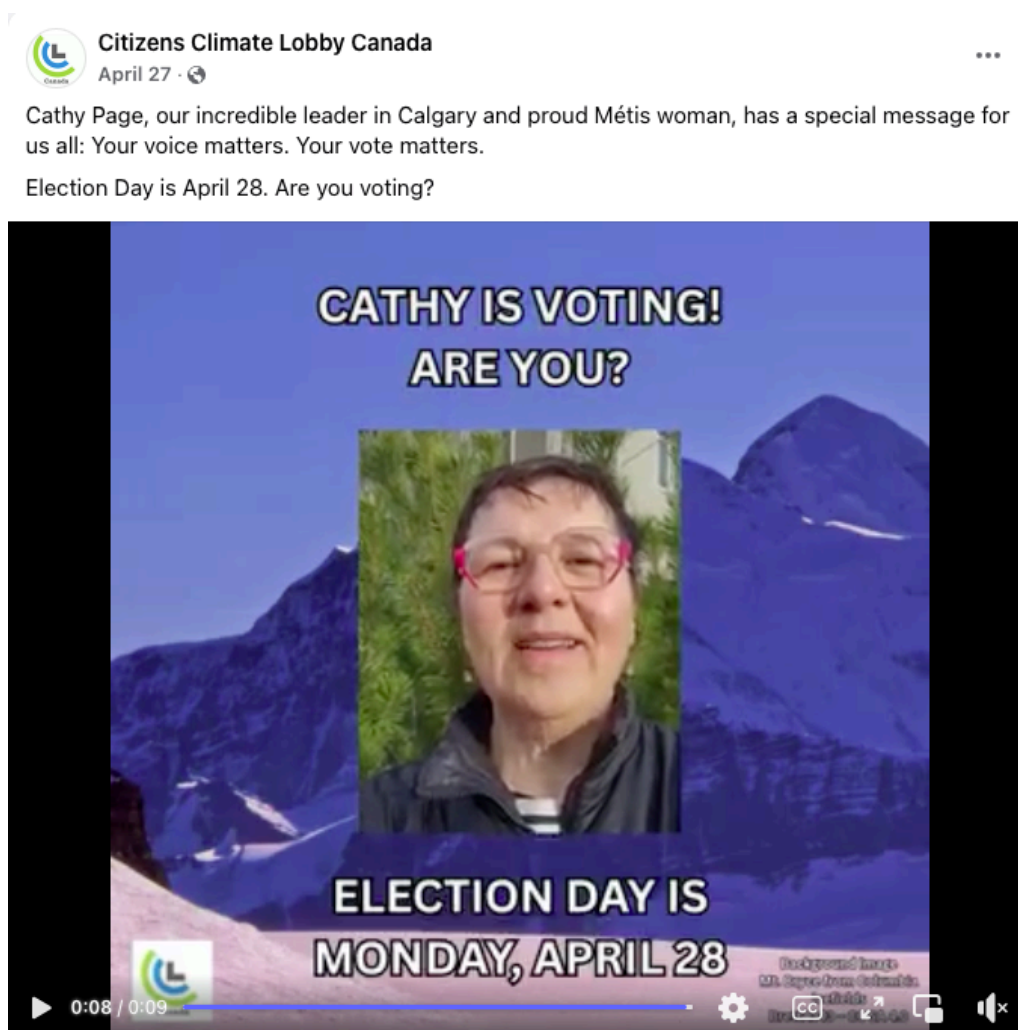 Citizens Climate Lobby Canada
April 27 ·
Cathy Page, our incredible leader in Calgary and proud Métis woman, has a special message for
us all: Your voice matters. Your vote matters.
Election Day is April 28. Are you voting?
CATHY IS VOTING!
ARE YOU?
ELECTION DAY IS
MONDAY, APRIL 28
Background Image
Mt. Bryce from Columbia
Icefields
0:08 / 0:09
CC